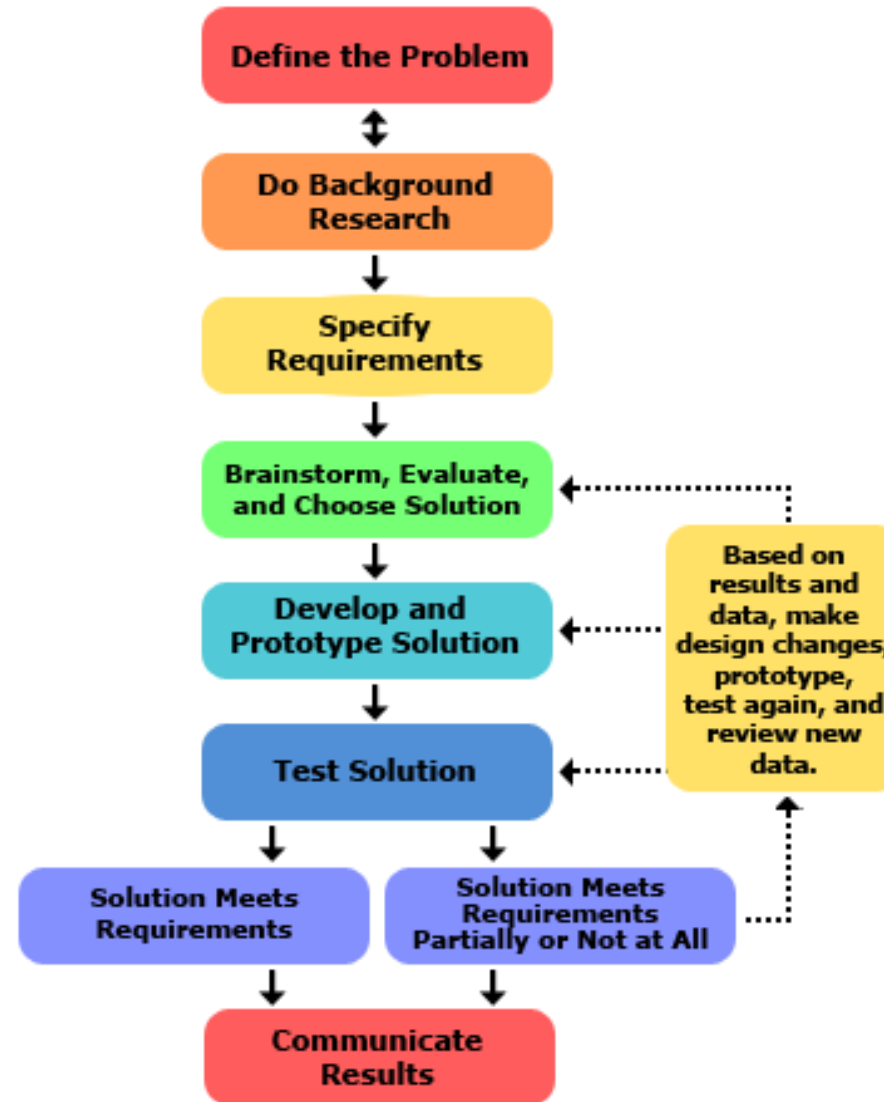 Define the Problem
Do Background
Research
Specify
Requirements
Brainstorm, Evaluate,
and Choose Solution
Develop and
Prototype Solution
Test Solution
Based on
results and
data, make
design changes,
prototype,
test again, and
review new
data.
Solution Meets
Requirements
Solution Meets
Requirements
Partially or Not at All
Communicate
Results